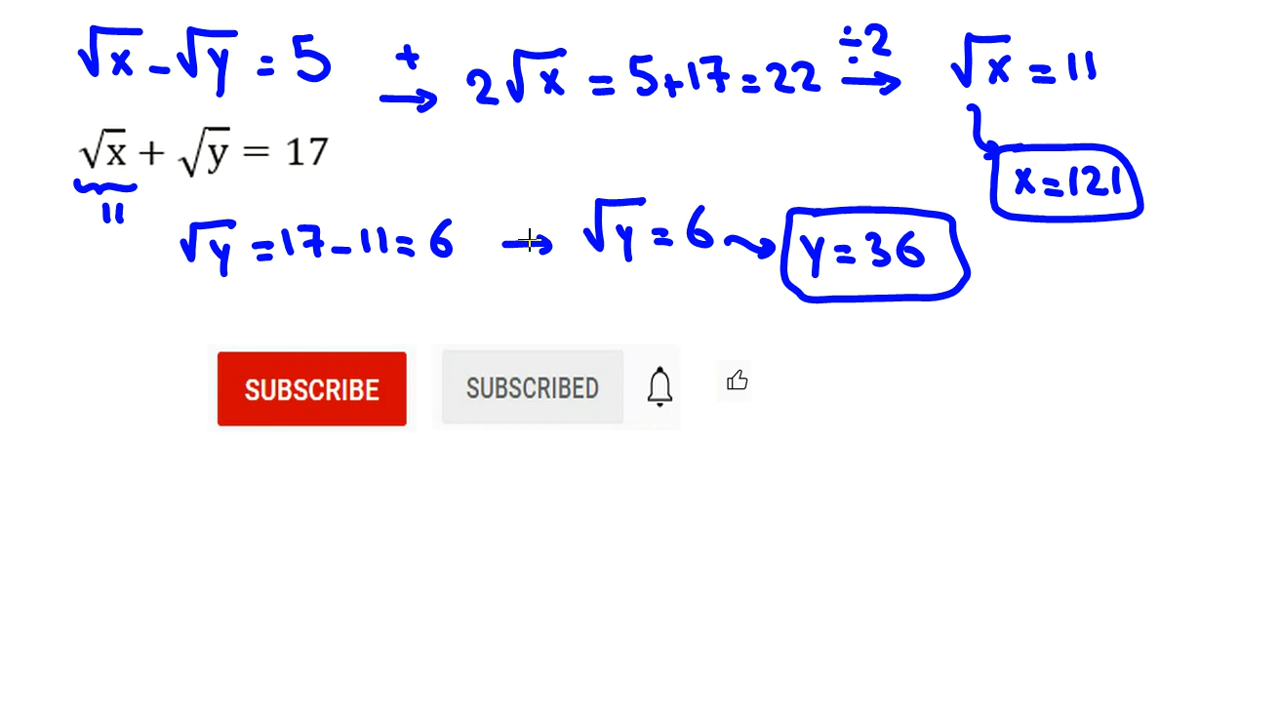 √x - √y = 5 + → 2√x = 5+17 = 22 ÷2 → √x = 11
√x + √y = 17
x = 121
11
√y = 17 - 11 = 6 → √y = 6 → y = 36
SUBSCRIBE SUBSCRIBED